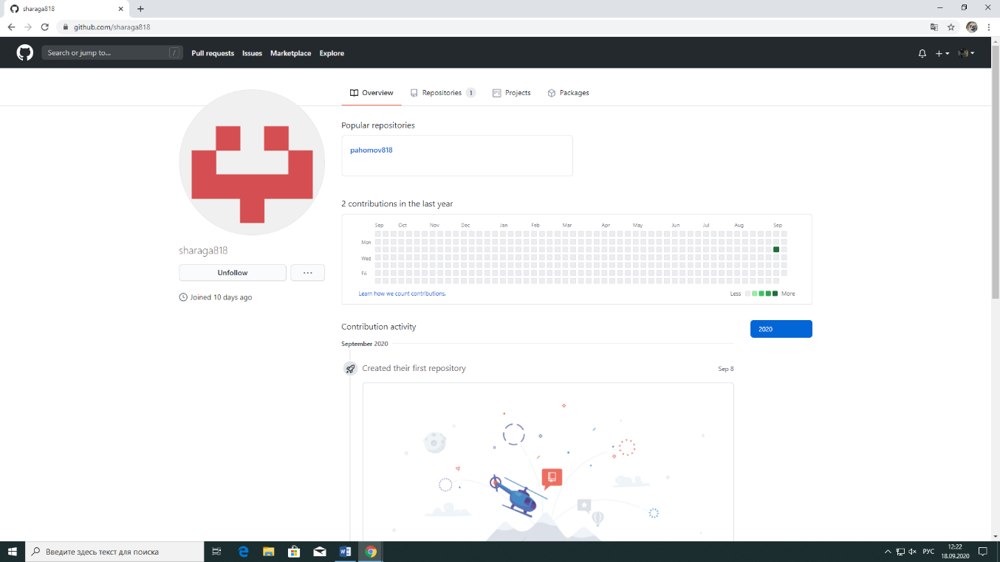 sharaga818
github.com/sharaga818
Search or jump to...
/
Pull requests Issues Marketplace Explore
Overview Repositories 1 Projects Packages
Popular repositories
pahomov818
2 contributions in the last year
Sep Oct Nov Dec Jan Feb Mar Apr May Jun Jul Aug Sep
Mon
Wed
Fri
Learn how we count contributions.
Less More
sharaga818
Unfollow
...
Joined 10 days ago
Contribution activity
2020
September 2020
Created their first repository
Sep 8
Введите здесь текст для поиска
РУС
12:22
18.09.2020